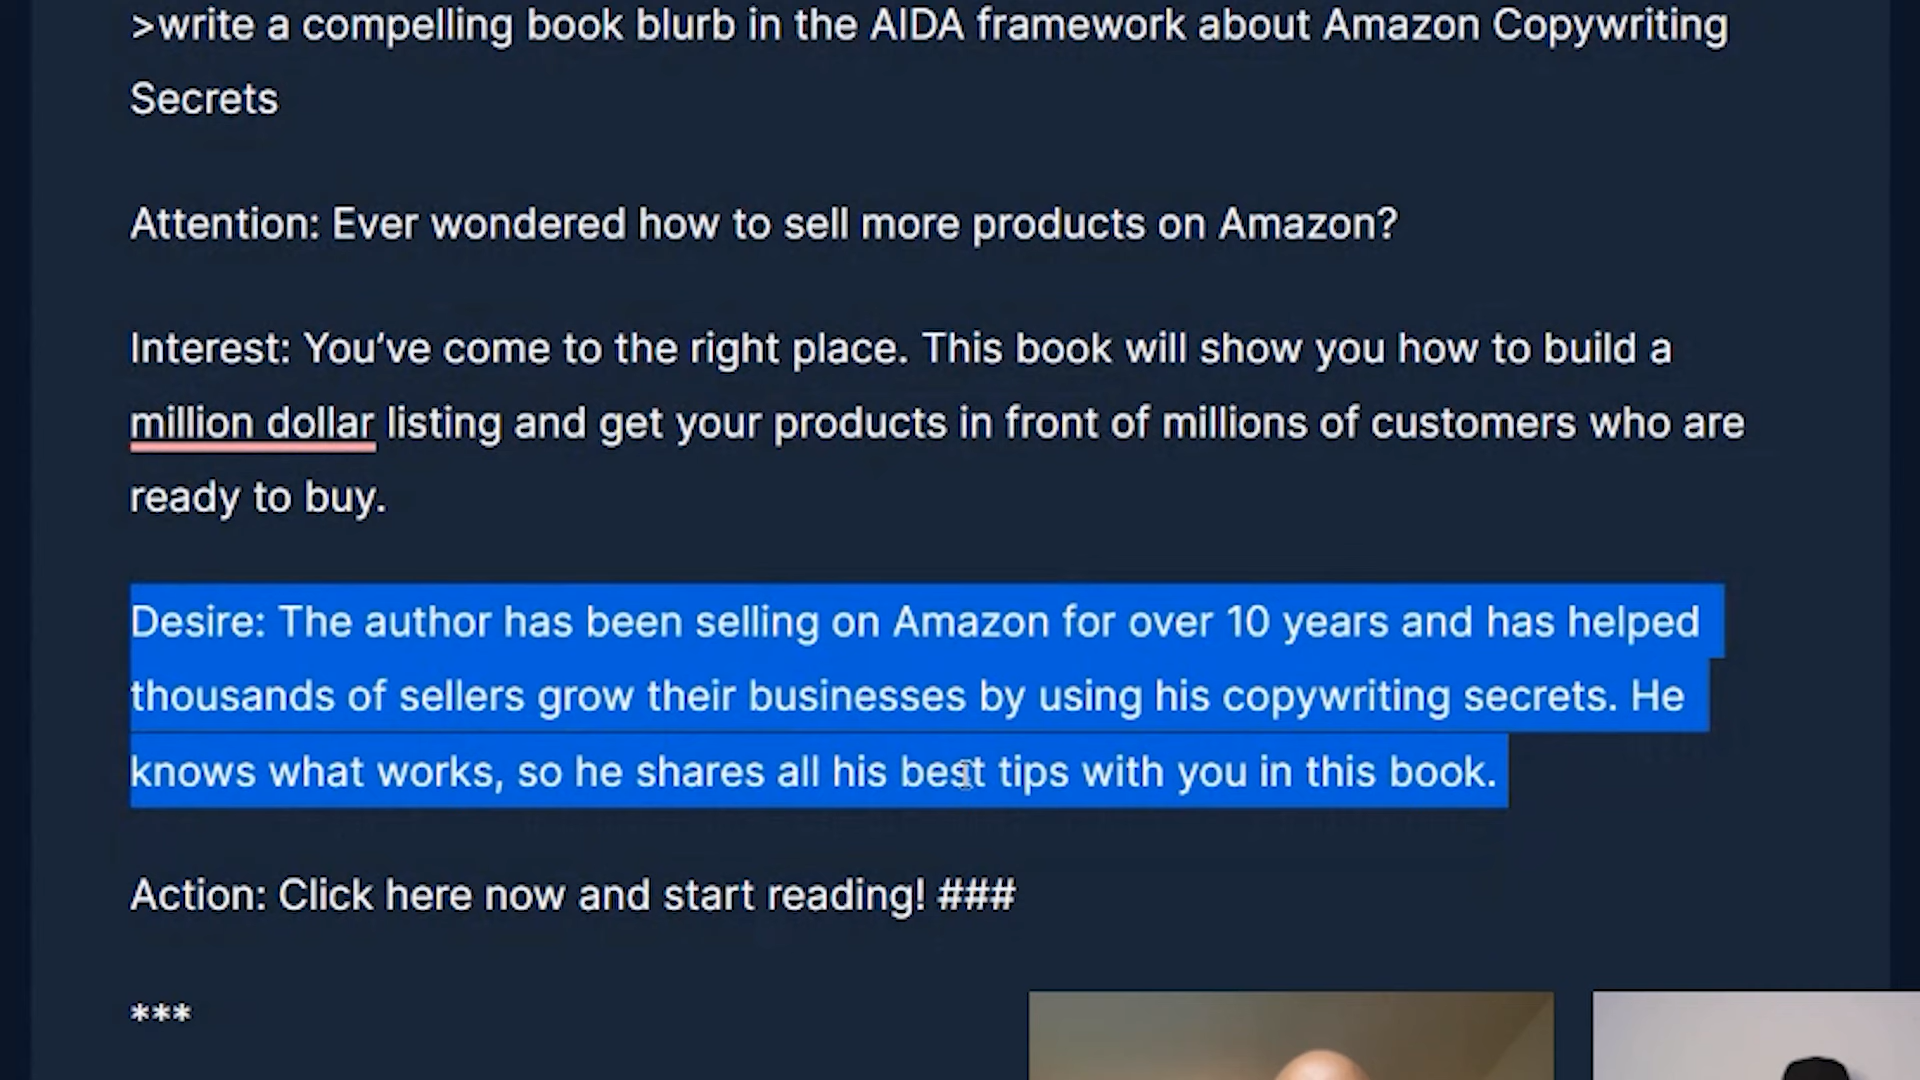 >write a compelling book blurb in the AIDA framework about Amazon Copywriting
Secrets
Attention: Ever wondered how to sell more products on Amazon?
Interest: You’ve come to the right place. This book will show you how to build a
million dollar listing and get your products in front of millions of customers who are
ready to buy.
Desire: The author has been selling on Amazon for over 10 years and has helped
thousands of sellers grow their businesses by using his copywriting secrets. He
knows what works, so he shares all his best tips with you in this book.
Action: Click here now and start reading! ###
***